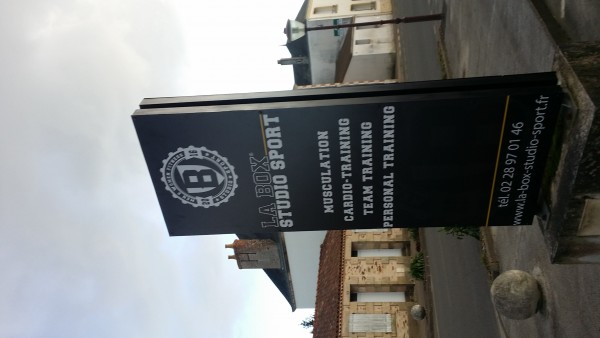 B
LA BOX
STUDIO SPORT
MUSCULATION
CARDIO-TRAINING
TEAM TRAINING
PERSONAL TRAINING
tél. 02 28 97 01 46
www.la-box-studio-sport.fr